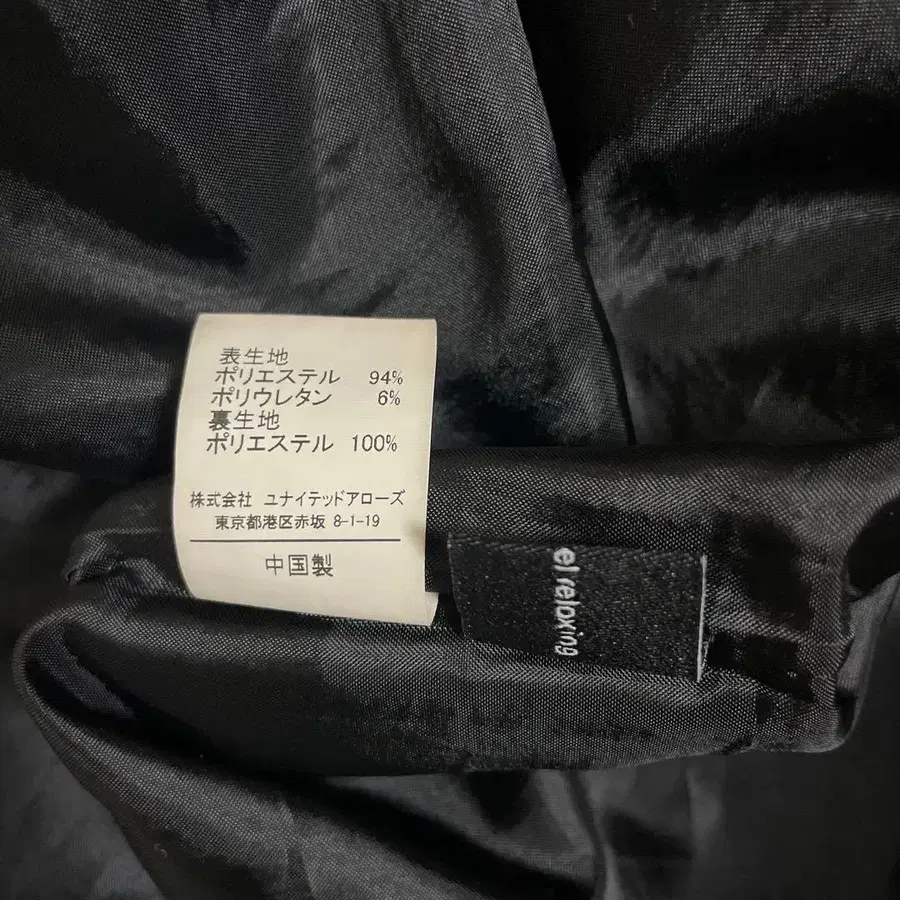 表生地
ポリエステル 94%
ポリウレタン 6%
裏生地
ポリエステル 100%
株式会社 ユナイテッドアローズ
東京都港区赤坂 8-1-19
中国製
el relaxing